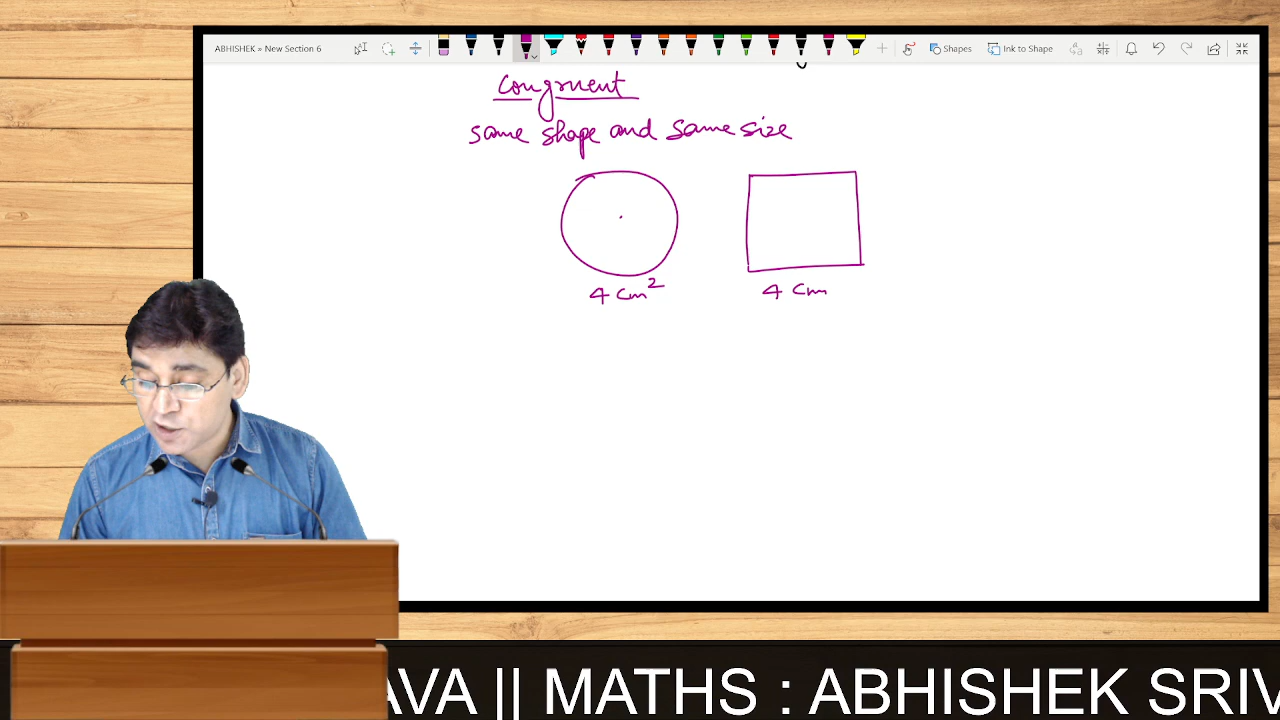 ABHISHEK » New Section 6
Shapes
Ink to Shape
Congruent
same shape and same size
4 cm² 4 cm
AVA || MATHS : ABHISHEK SRIV